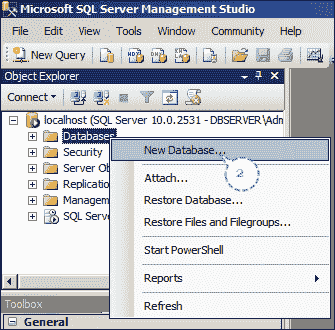 Microsoft SQL Server Management Studio
File Edit View Tools Window Community Help
New Query
Object Explorer
Connect
localhost (SQL Server 10.0.2531 - DBSERVER\Adm
Databases
Security
Server Ob
Replicatio
Managem
SQL Serve
New Database...
2
Attach...
Restore Database...
Restore Files and Filegroups...
Start PowerShell
Reports
Refresh
Toolbox
General